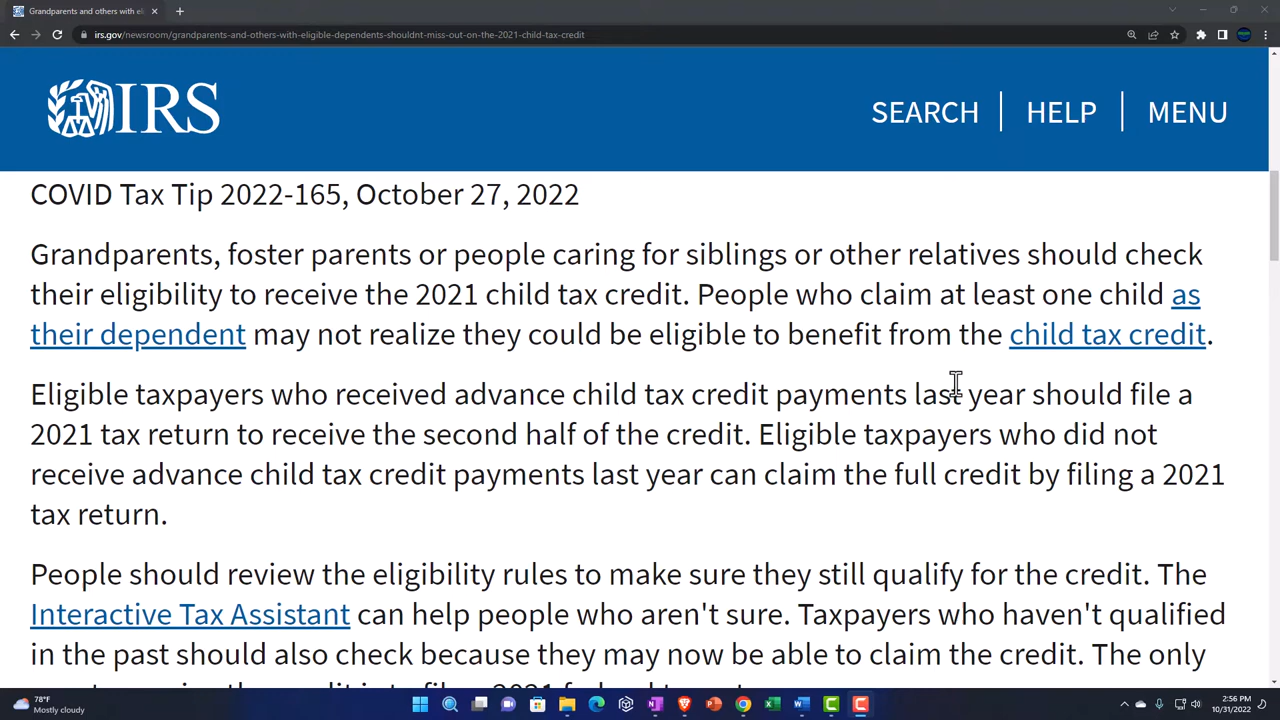 Grandparents and others with eli
irs.gov/newsroom/grandparents-and-others-with-eligible-dependents-shouldnt-miss-out-on-the-2021-child-tax-credit
IRS
SEARCH HELP MENU
COVID Tax Tip 2022-165, October 27, 2022
Grandparents, foster parents or people caring for siblings or other relatives should check
their eligibility to receive the 2021 child tax credit. People who claim at least one child as
their dependent may not realize they could be eligible to benefit from the child tax credit.
Eligible taxpayers who received advance child tax credit payments last year should file a
2021 tax return to receive the second half of the credit. Eligible taxpayers who did not
receive advance child tax credit payments last year can claim the full credit by filing a 2021
tax return.
People should review the eligibility rules to make sure they still qualify for the credit. The
Interactive Tax Assistant can help people who aren't sure. Taxpayers who haven't qualified
in the past should also check because they may now be able to claim the credit. The only
78°F
Mostly cloudy
2:56 PM
10/31/2022